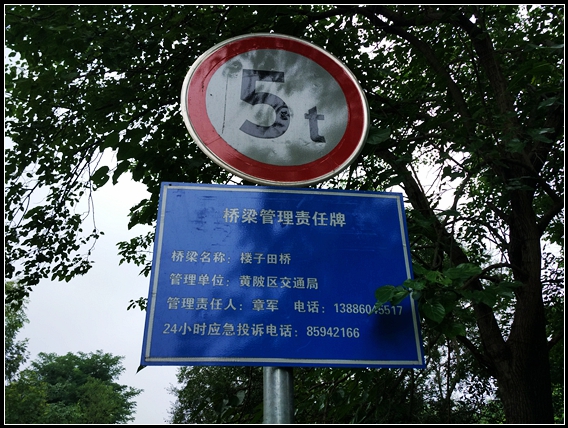 5t
桥梁管理责任牌
桥梁名称：楼子田桥
管理单位：黄陂区交通局
管理责任人：章军 电话：
24小时应急投诉电话：85942166